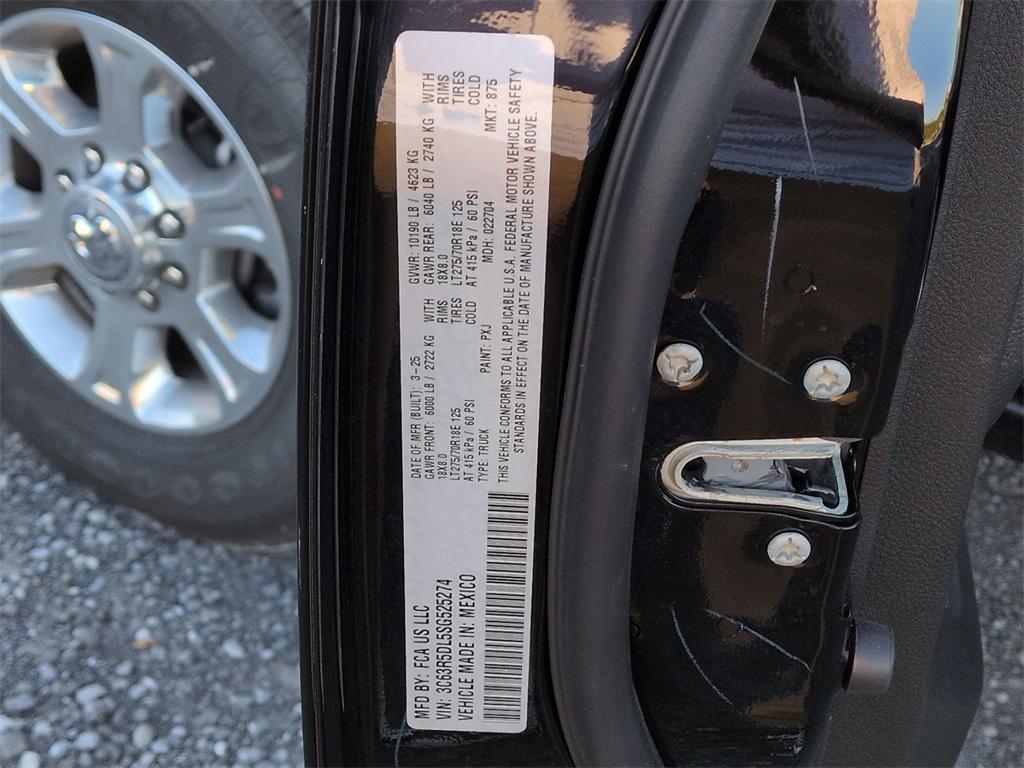 MFD BY: FCA US LLC
VIN: 3C63R5DL5SG525274
VEHICLE MADE IN: MEXICO
DATE OF MFR (BUILT): 3-25
GVWR: 10190 LB / 4623 KG
GAWR FRONT: 6000 LB / 2722 KG WITH
18X8.0 RIMS
LT275/70R18E 125 TIRES
AT 415 kPa / 60 PSI COLD
GAWR REAR: 6040 LB / 2740 KG WITH
18X8.0 RIMS
LT275/70R18E 125 TIRES
AT 415 kPa / 60 PSI COLD
TYPE: TRUCK PAINT: PXJ MDH: 022704 MKT: 875
THIS VEHICLE CONFORMS TO ALL APPLICABLE U.S.A. FEDERAL MOTOR VEHICLE SAFETY
STANDARDS IN EFFECT ON THE DATE OF MANUFACTURE SHOWN ABOVE.